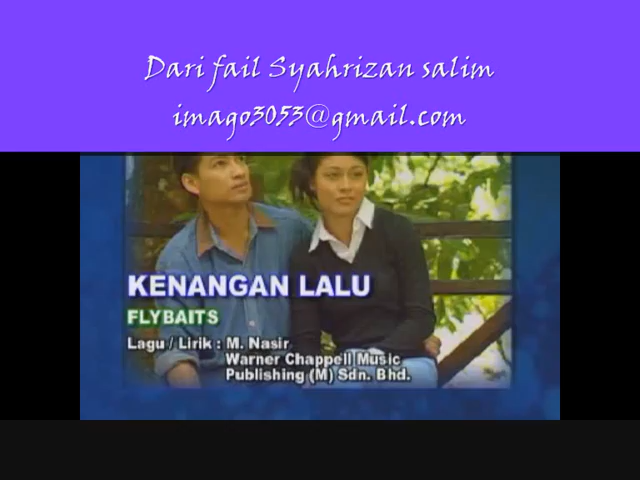 Dari fail Syahrizan salim
imago3053@gmail.com
KENANGAN LALU
FLYBAITS
Lagu / Lirik : M. Nasir
Warner Chappell Music
Publishing (M) Sdn. Bhd.